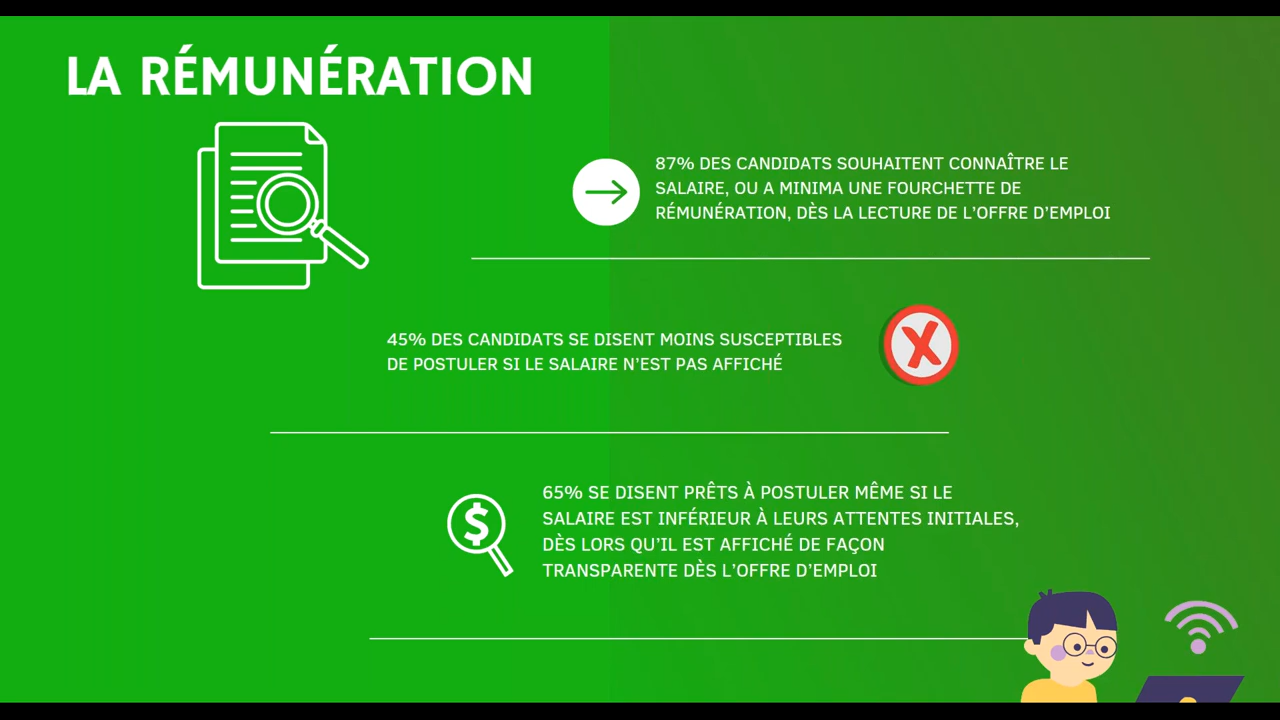 LA RÉMUNÉRATION
87% DES CANDIDATS SOUHAITENT CONNAÎTRE LE
SALAIRE, OU A MINIMA UNE FOURCHETTE DE
RÉMUNÉRATION, DÈS LA LECTURE DE L'OFFRE D'EMPLOI
45% DES CANDIDATS SE DISENT MOINS SUSCEPTIBLES
DE POSTULER SI LE SALAIRE N'EST PAS AFFICHÉ
65% SE DISENT PRÊTS À POSTULER MÊME SI LE
SALAIRE EST INFÉRIEUR À LEURS ATTENTES INITIALES,
DÈS LORS QU'IL EST AFFICHÉ DE FAÇON
TRANSPARENTE DÈS L'OFFRE D'EMPLOI